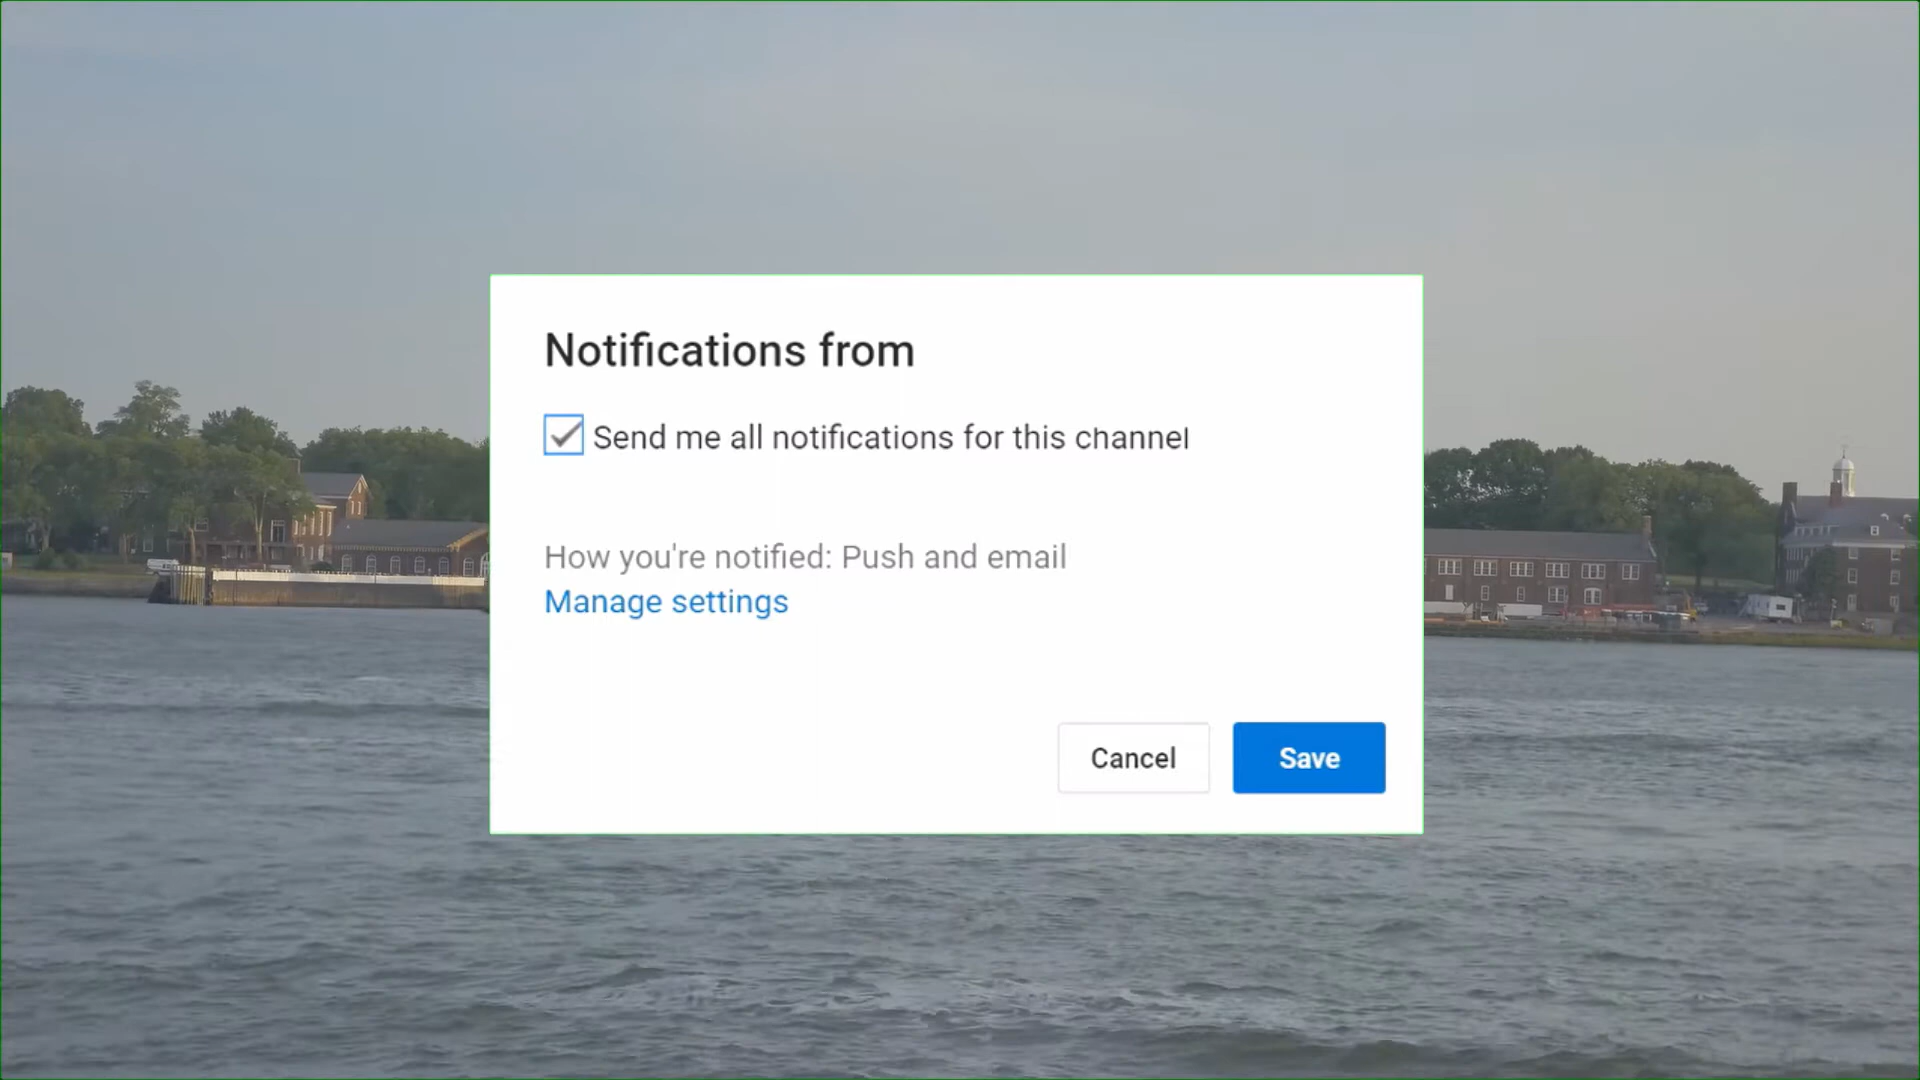 Notifications from
Send me all notifications for this channel
How you're notified: Push and email
Manage settings
Cancel
Save